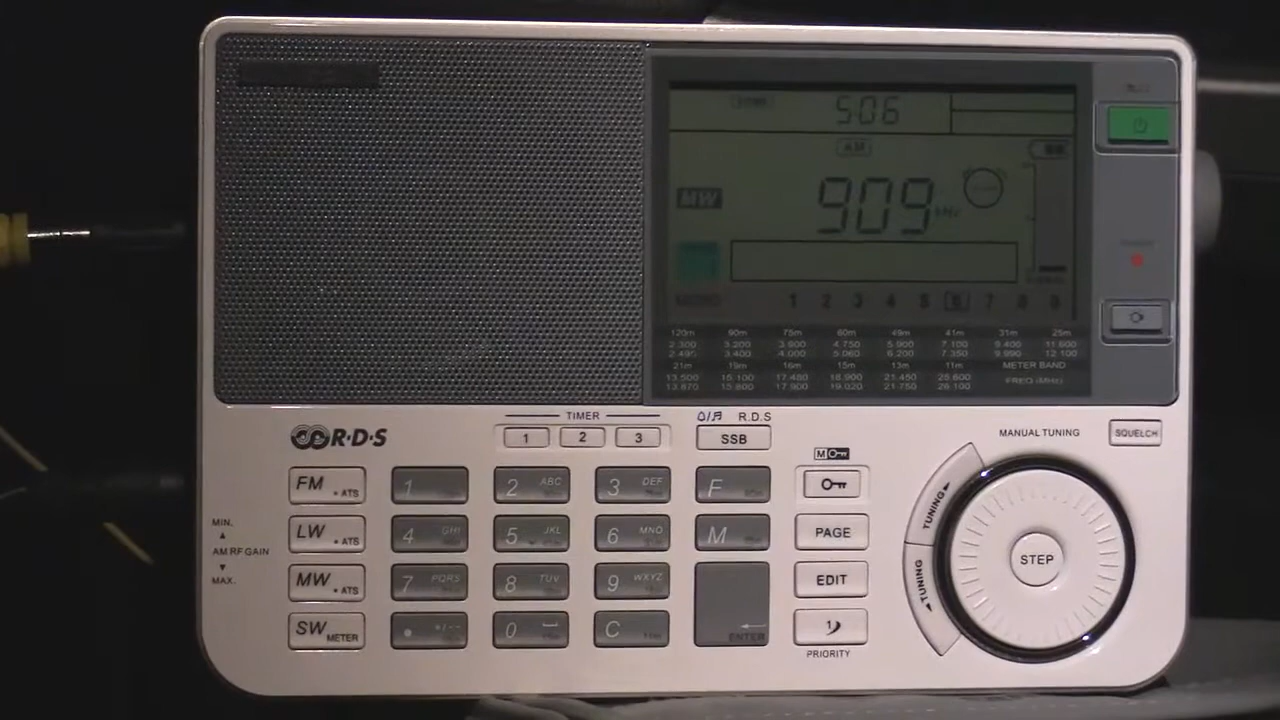 5:06
AM
MW 909 kHz
MEMO
1 2 3 4 5 6 7 8 9
120m 90m 75m 60m 49m 41m 31m 25m
2.300 3.200 3.800 4.750 5.900 7.100 9.400 11.600
2.495 3.400 4.000 5.060 6.200 7.350 9.990 12.100
21m 19m 16m 15m 13m 11m METER BAND
13.500 15.100 17.480 18.900 21.450 25.600 FREQ.(MHz)
13.870 15.800 17.900 19.020 21.750 26.100
R·D·S
TIMER
1 2 3
R.D.S
SSB
MANUAL TUNING
SQUELCH
M
FM • ATS
1
2 ABC
3 DEF
F
LW • ATS
4 GHI
5 JKL
6 MNO
M
PAGE
MIN.
AM RF GAIN
MAX.
MW • ATS
7 PQRS
8 TUV
9 WXYZ
ENTER
EDIT
SW METER
0
C
PRIORITY
TUNING
TUNING
STEP